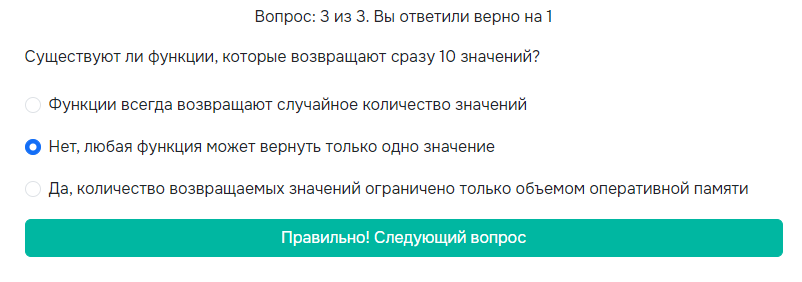 Вопрос: 3 из 3. Вы ответили верно на 1
Существуют ли функции, которые возвращают сразу 10 значений?
Функции всегда возвращают случайное количество значений
Нет, любая функция может вернуть только одно значение
Да, количество возвращаемых значений ограничено только объемом оперативной памяти
Правильно! Следующий вопрос